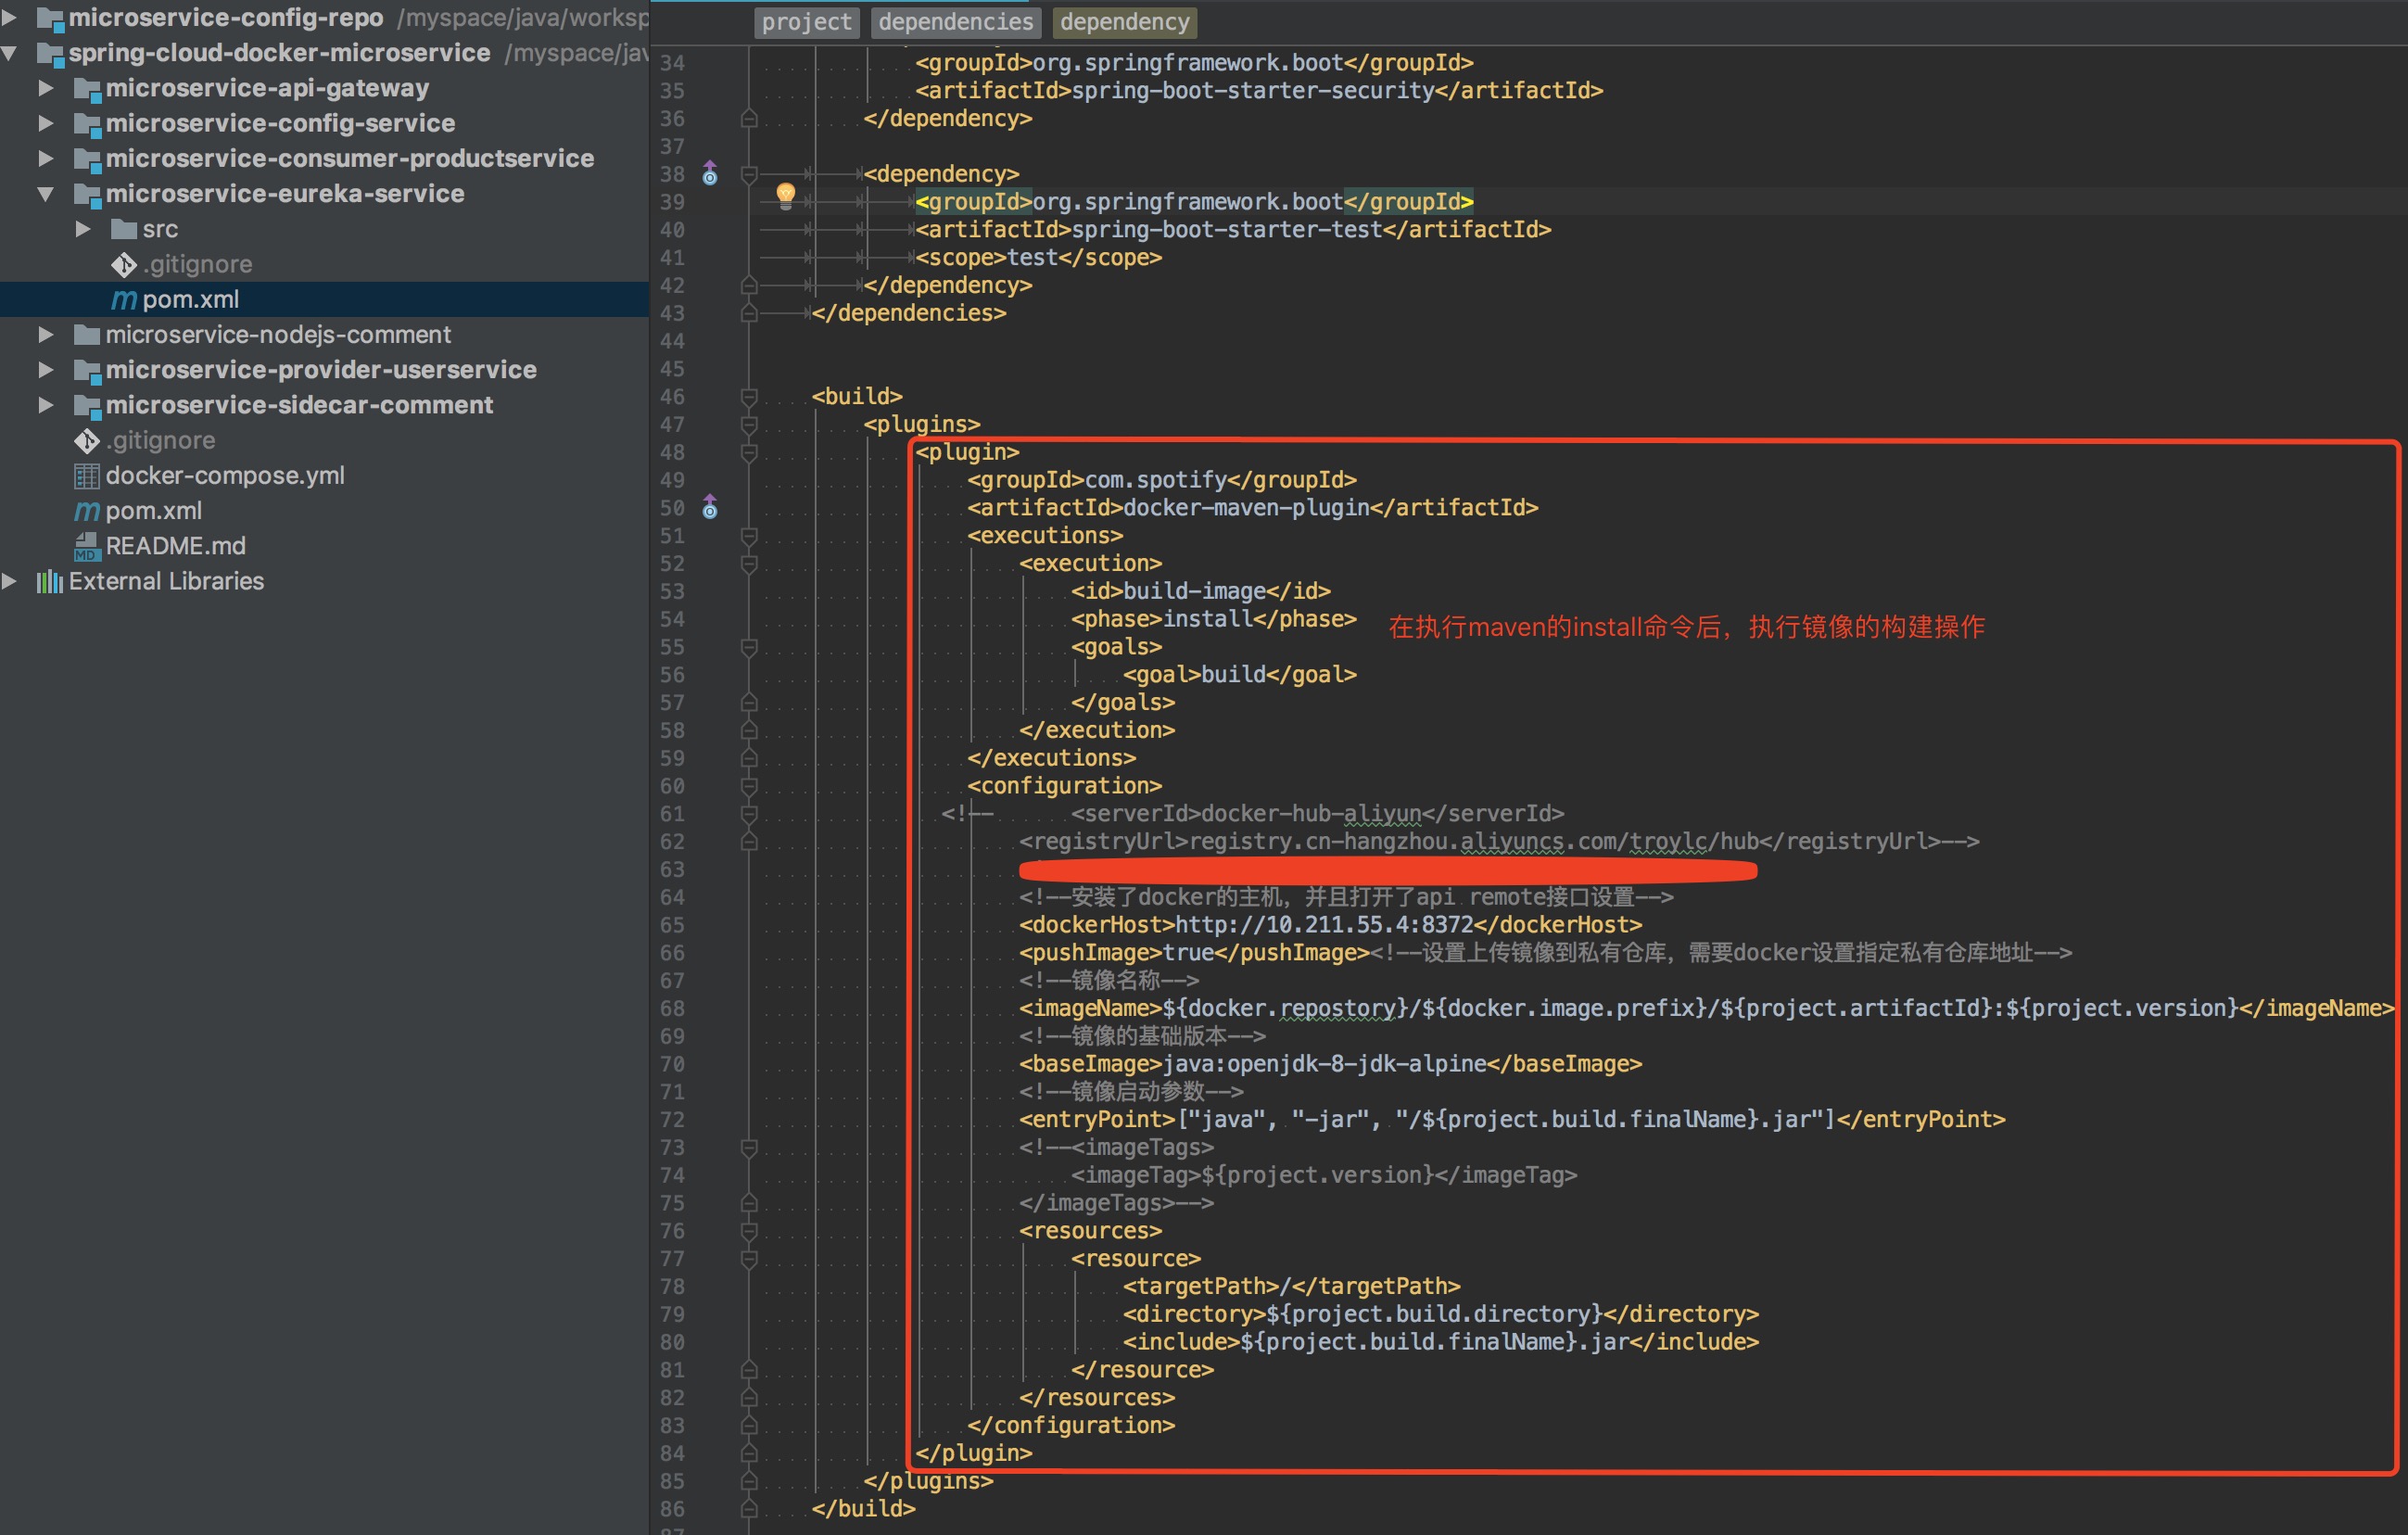 microservice-config-repo /myspace/java/worksp
spring-cloud-docker-microservice /myspace/jav
microservice-api-gateway
microservice-config-service
microservice-consumer-productservice
microservice-eureka-service
src
.gitignore
pom.xml
microservice-nodejs-comment
microservice-provider-userservice
microservice-sidecar-comment
.gitignore
docker-compose.yml
pom.xml
README.md
External Libraries
project dependencies dependency
34 <groupId>org.springframework.boot</groupId>
35 <artifactId>spring-boot-starter-security</artifactId>
36 </dependency>
37
38 <dependency>
39 <groupId>org.springframework.boot</groupId>
40 <artifactId>spring-boot-starter-test</artifactId>
41 <scope>test</scope>
42 </dependency>
43 </dependencies>
44
45
46 <build>
47 <plugins>
48 <plugin>
49 <groupId>com.spotify</groupId>
50 <artifactId>docker-maven-plugin</artifactId>
51 <executions>
52 <execution>
53 <id>build-image</id>
54 <phase>install</phase> 在执行maven的install命令后，执行镜像的构建操作
55 <goals>
56 <goal>build</goal>
57 </goals>
58 </execution>
59 </executions>
60 <configuration>
61 <!-- <serverId>docker-hub-aliyun</serverId>
62 <registryUrl>registry.cn-hangzhou.aliyuncs.com/troylc/hub</registryUrl>-->
63
64 <!--安装了docker的主机，并且打开了api remote接口设置-->
65 <dockerHost>http://10.211.55.4:8372</dockerHost>
66 <pushImage>true</pushImage><!--设置上传镜像到私有仓库，需要docker设置指定私有仓库地址-->
67 <!--镜像名称-->
68 <imageName>${docker.repostory}/${docker.image.prefix}/${project.artifactId}:${project.version}</imageName>
69 <!--镜像的基础版本-->
70 <baseImage>java:openjdk-8-jdk-alpine</baseImage>
71 <!--镜像启动参数-->
72 <entryPoint>["java", "-jar", "/${project.build.finalName}.jar"]</entryPoint>
73 <!--<imageTags>
74 <imageTag>${project.version}</imageTag>
75 </imageTags>-->
76 <resources>
77 <resource>
78 <targetPath>/</targetPath>
79 <directory>${project.build.directory}</directory>
80 <include>${project.build.finalName}.jar</include>
81 </resource>
82 </resources>
83 </configuration>
84 </plugin>
85 </plugins>
86 </build>